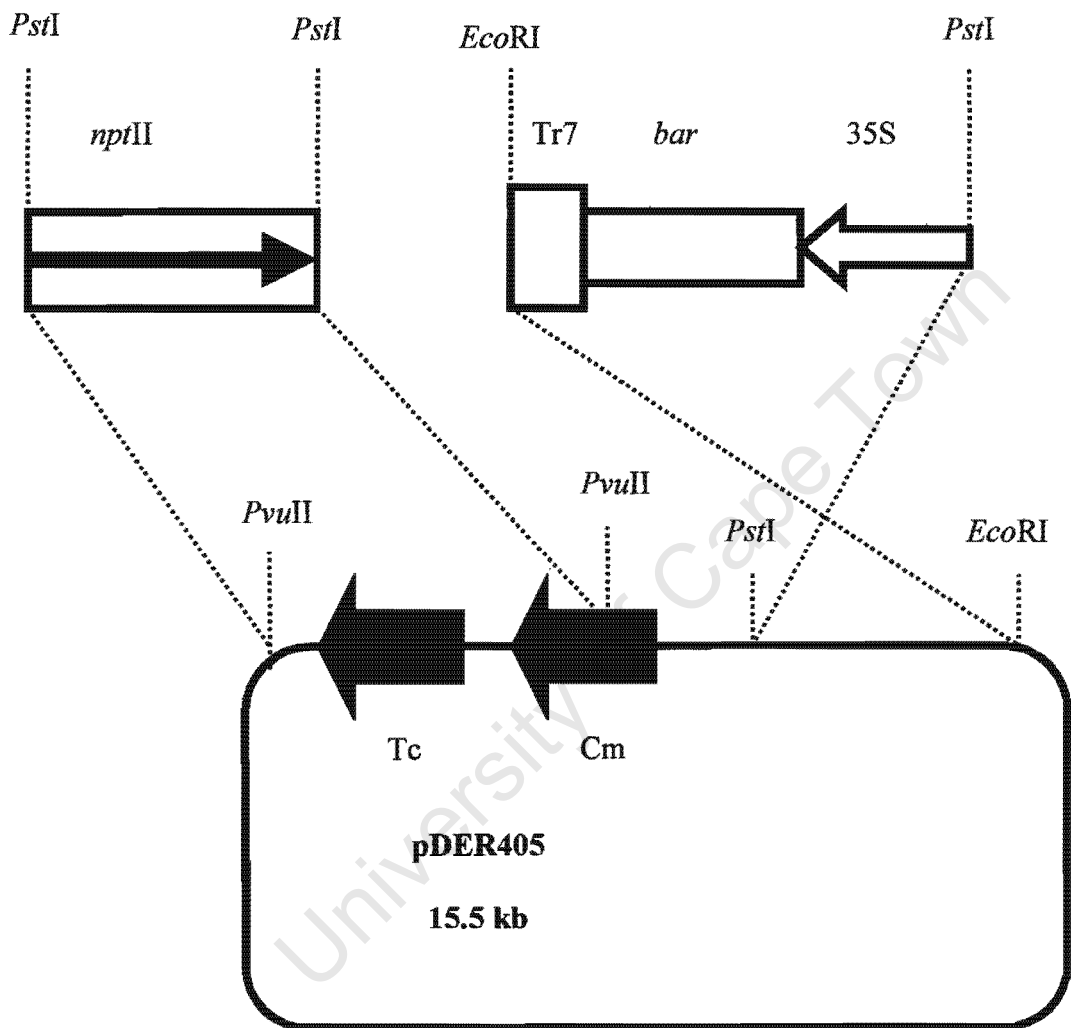 PstI PstI EcoRI PstI
nptII Tr7 bar 35S
PvuII PvuII PstI EcoRI
Tc Cm
pDER405
15.5 kb
University of Cape Town